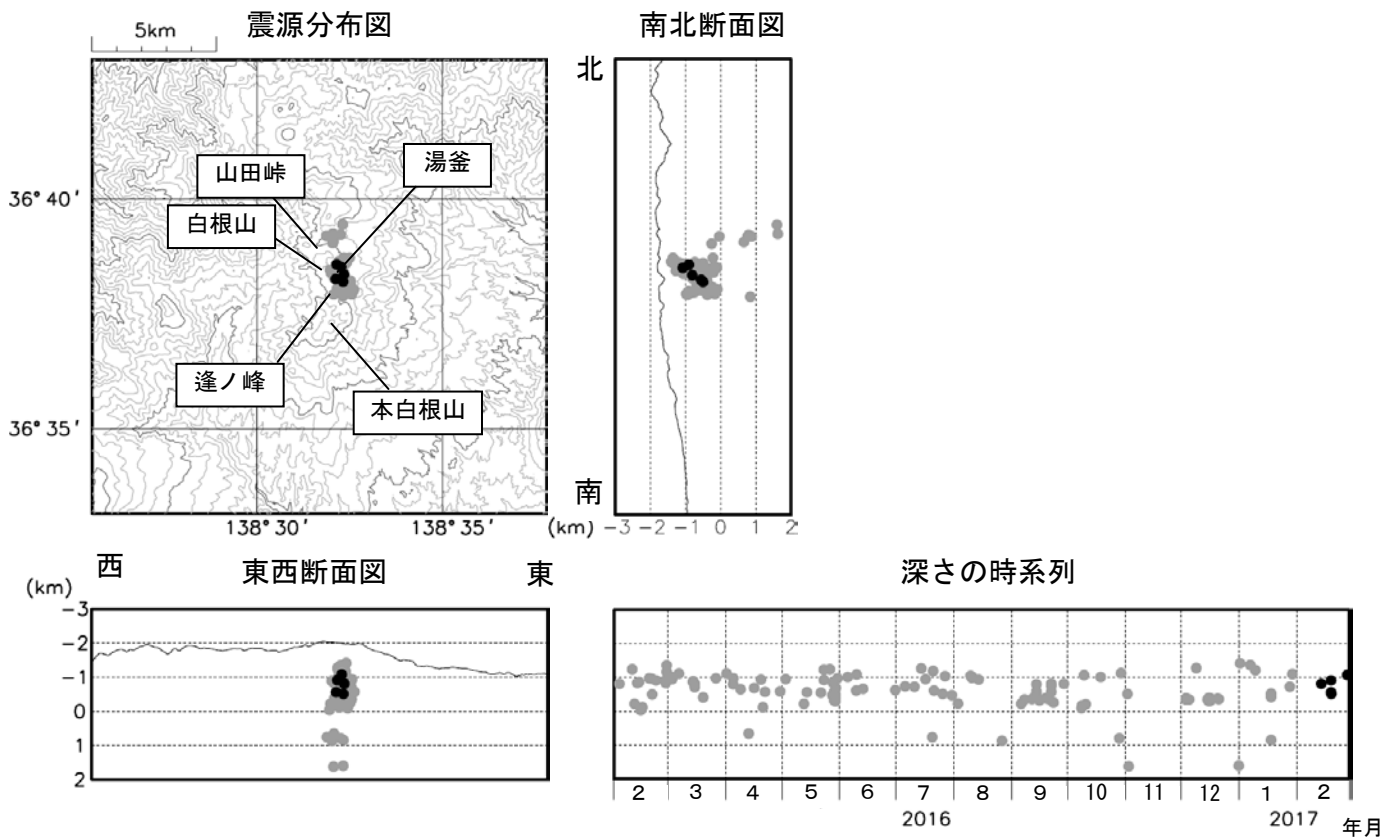 震源分布図
南北断面図
5km
北
36°40′
山田峠
湯釜
白根山
逢ノ峰
本白根山
36°35′
南
138°30′
138°35′
(km)
-3 -2 -1 0 1 2
西
東西断面図
東
深さの時系列
(km)
-3
-2
-1
0
1
2
2 3 4 5 6 7 8 9 10 11 12 1 2
2016
2017
年月